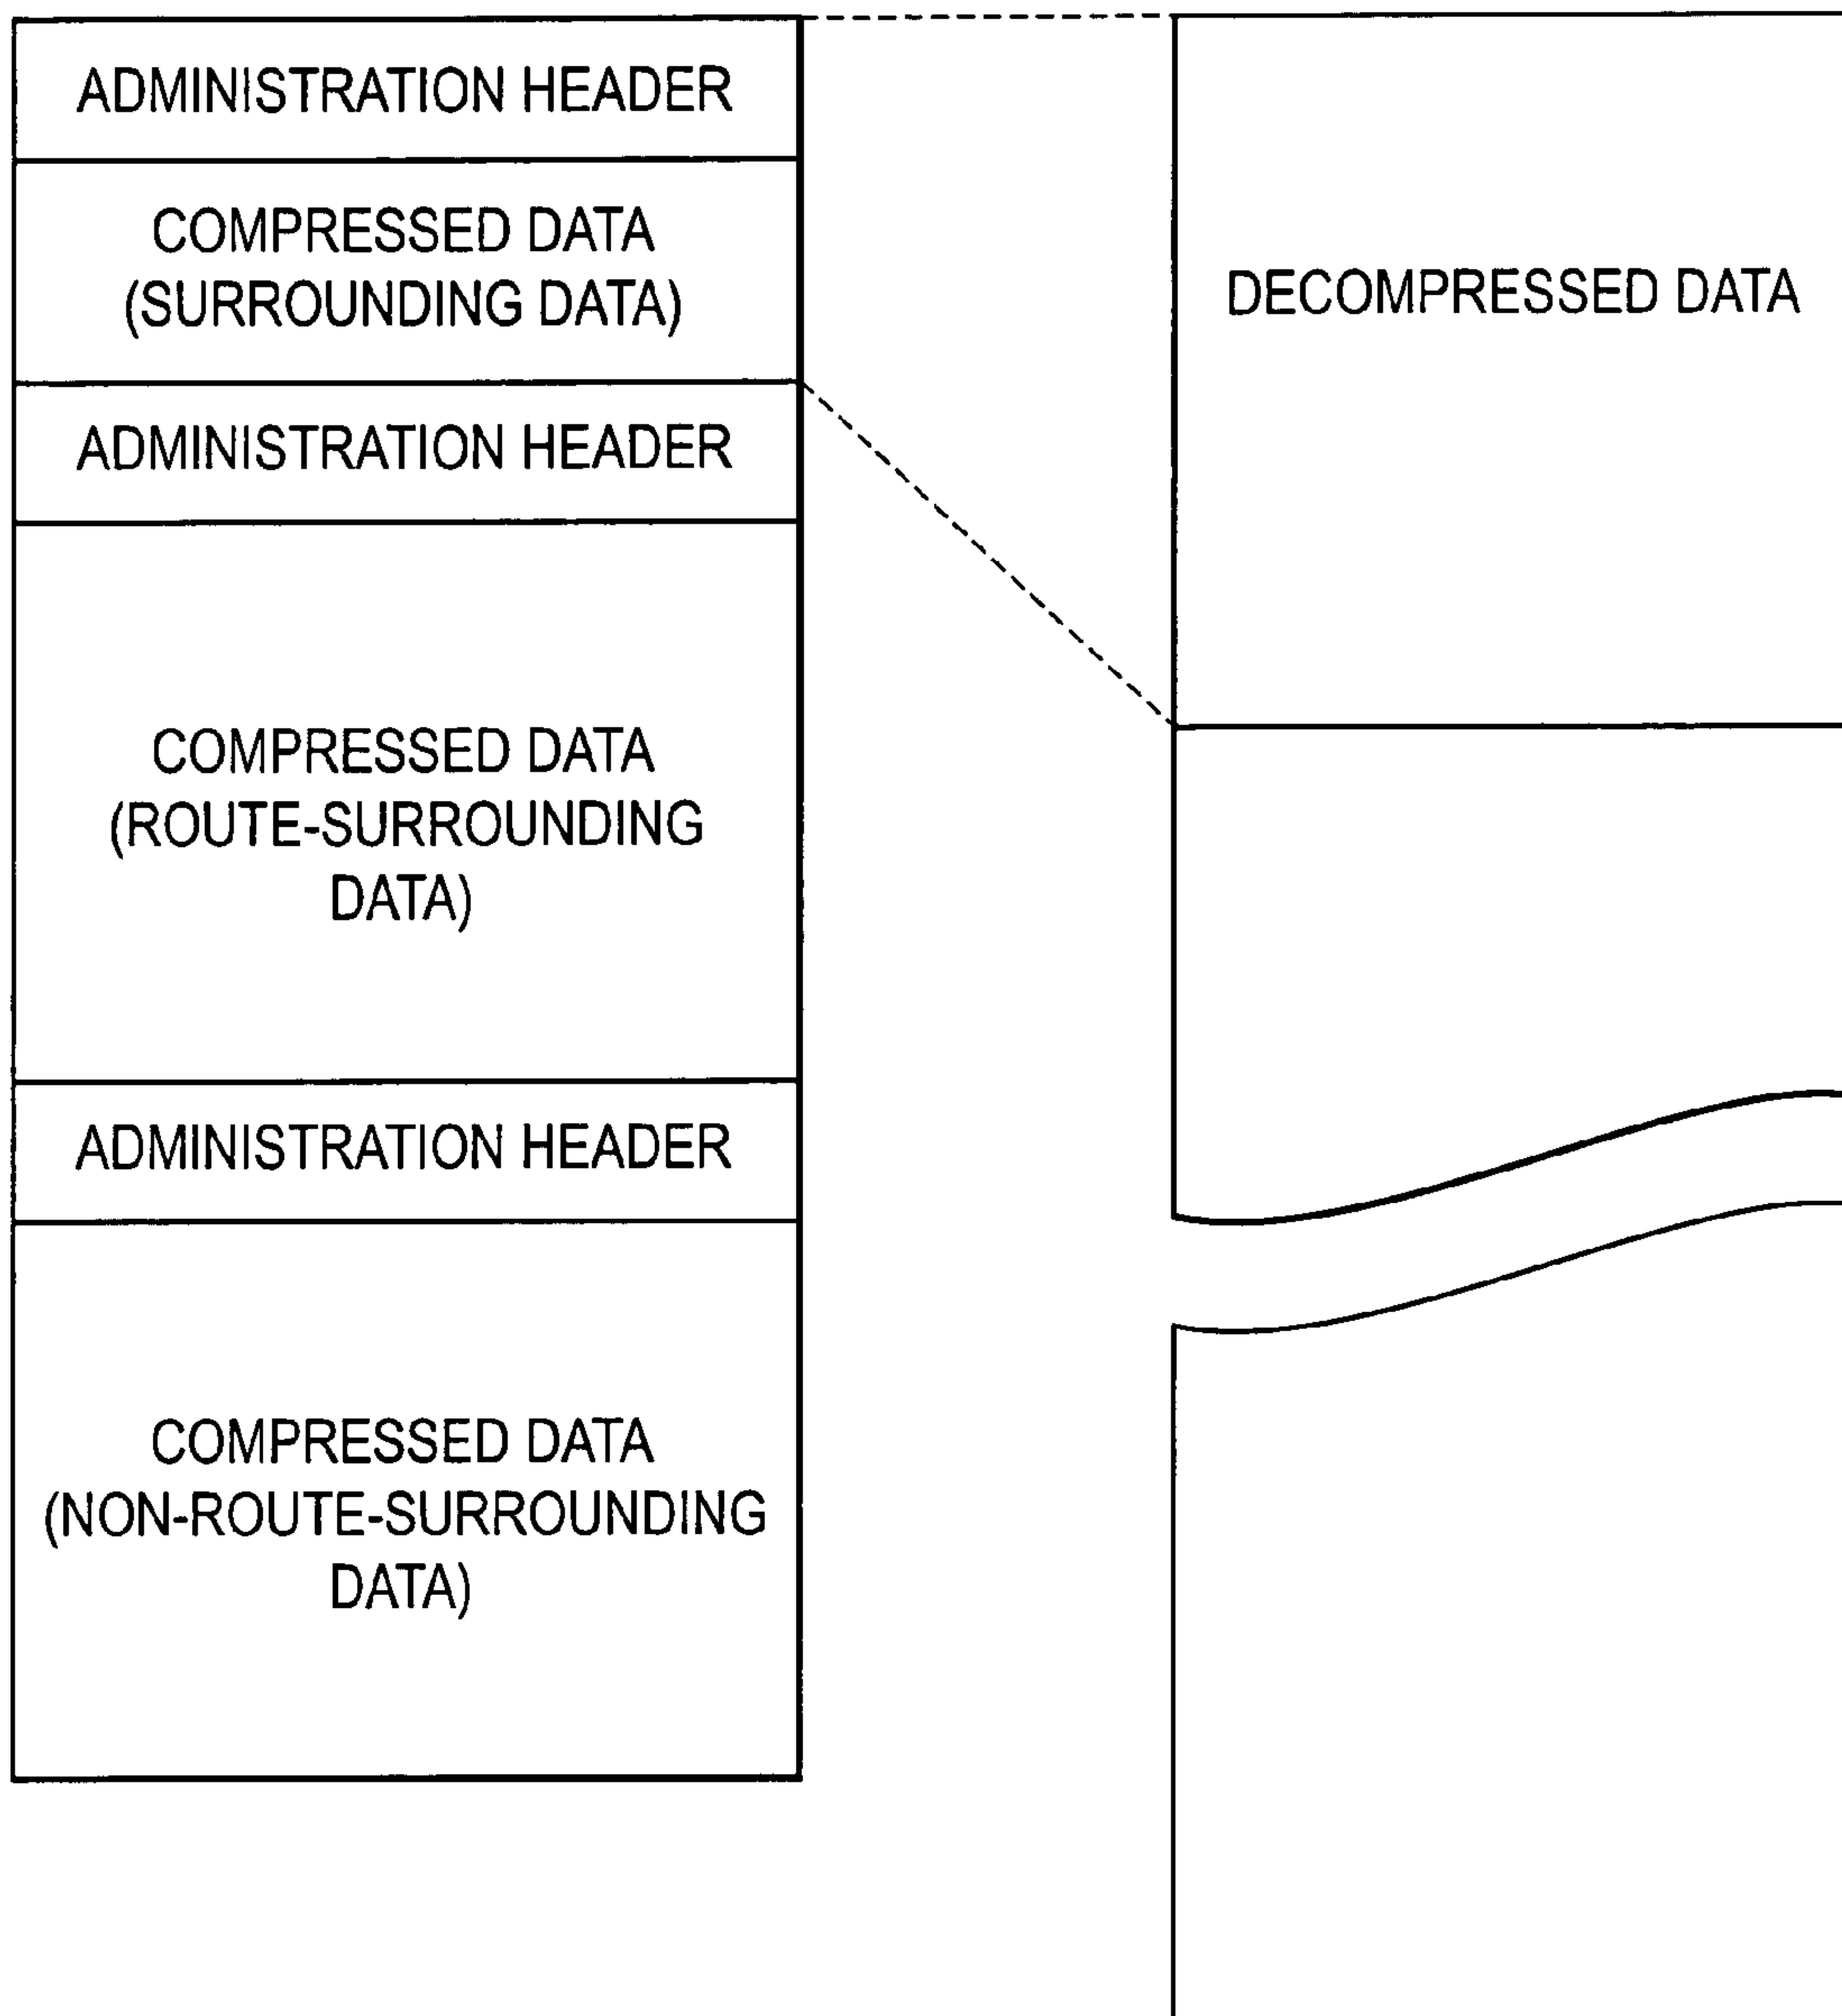 ADMINISTRATION HEADER
COMPRESSED DATA
(SURROUNDING DATA)
ADMINISTRATION HEADER
COMPRESSED DATA
(ROUTE-SURROUNDING
DATA)
ADMINISTRATION HEADER
COMPRESSED DATA
(NON-ROUTE-SURROUNDING
DATA)
DECOMPRESSED DATA